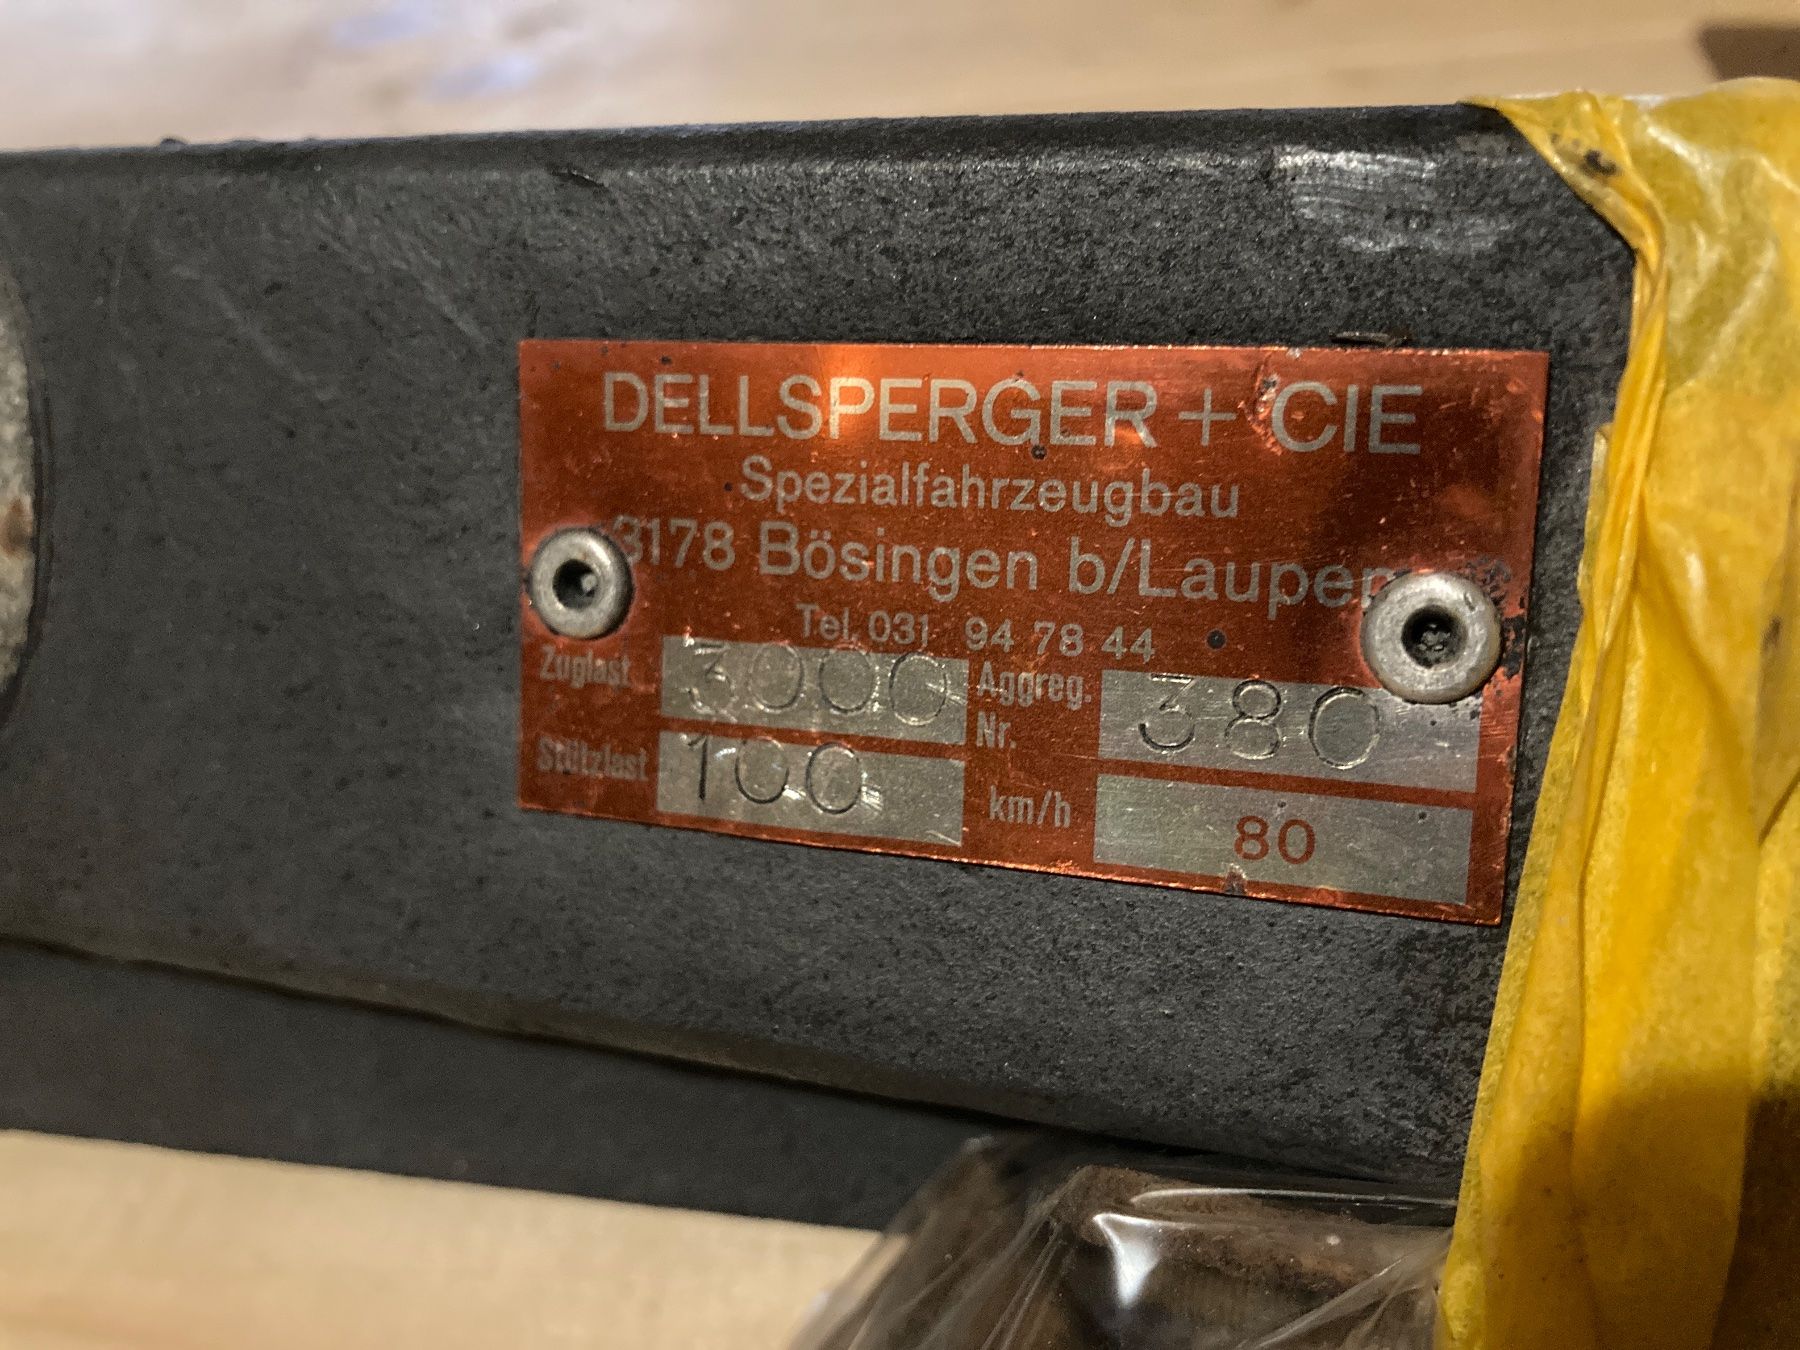 DELLSPERGER + CIE
Spezialfahrzeugbau
3178 Bösingen b/Laupen
Tel. 031 94 78 44
Zuglast 3000 Aggreg. Nr. 380
Stützlast 100 km/h 80